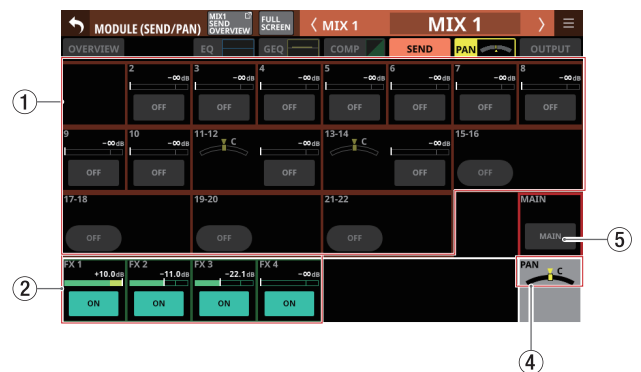 MODULE (SEND/PAN)
MIX1
SEND
OVERVIEW
FULL
SCREEN
MIX 1
MIX 1
OVERVIEW
EQ
GEQ
COMP
SEND
PAN
OUTPUT
①
2 -∞dB 3 -∞dB 4 -∞dB 5 -∞dB 6 -∞dB 7 -∞dB 8 -∞dB
OFF OFF OFF OFF OFF OFF OFF
9 -∞dB 10 -∞dB 11-12 C -∞dB 13-14 C -∞dB 15-16
OFF OFF OFF OFF OFF
17-18 19-20 21-22 MAIN
OFF OFF OFF MAIN
⑤
②
FX 1 +10.0dB FX 2 -11.0dB FX 3 -22.1dB FX 4 -∞dB PAN C
ON ON ON ON
④